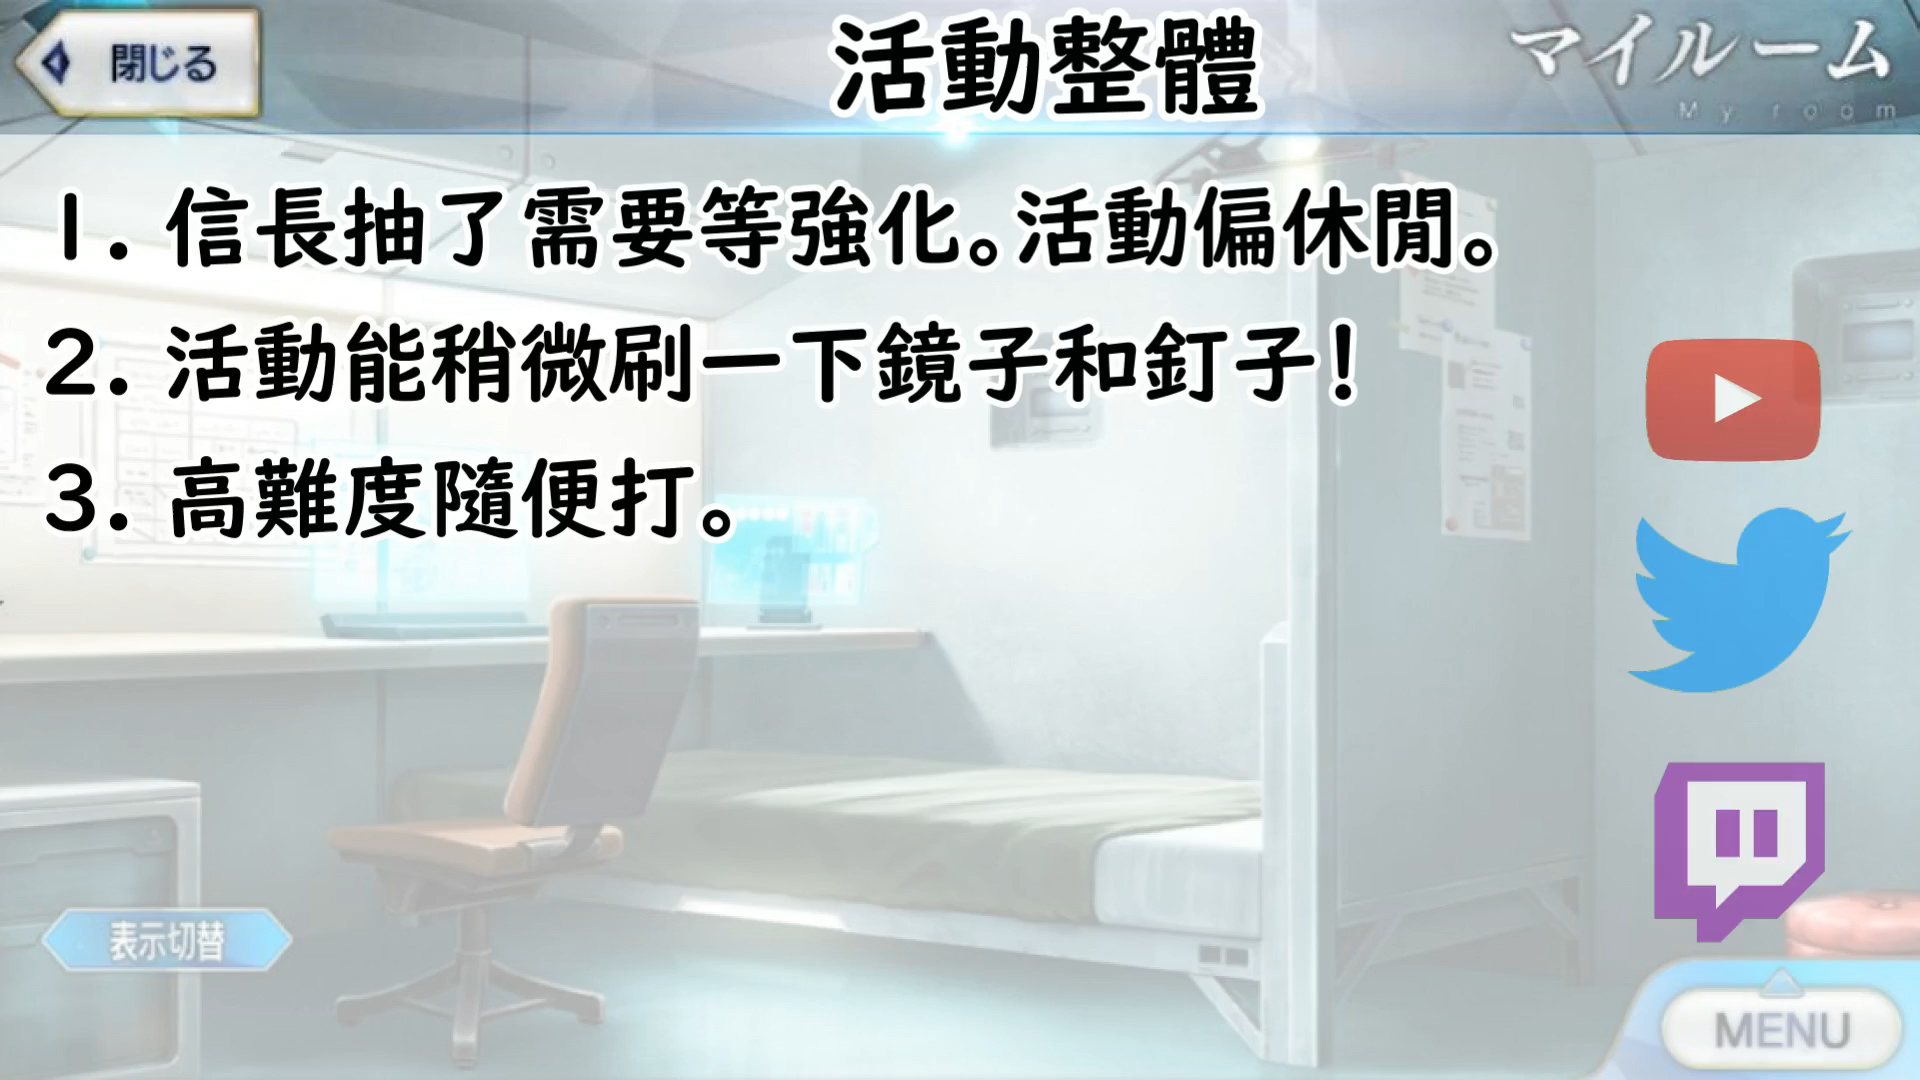 閉じる
活動整體
マイルーム
My room
1. 信長抽了需要等強化。活動偏休閒。
2. 活動能稍微刷一下鏡子和釘子!
3. 高難度隨便打。
表示切替
MENU